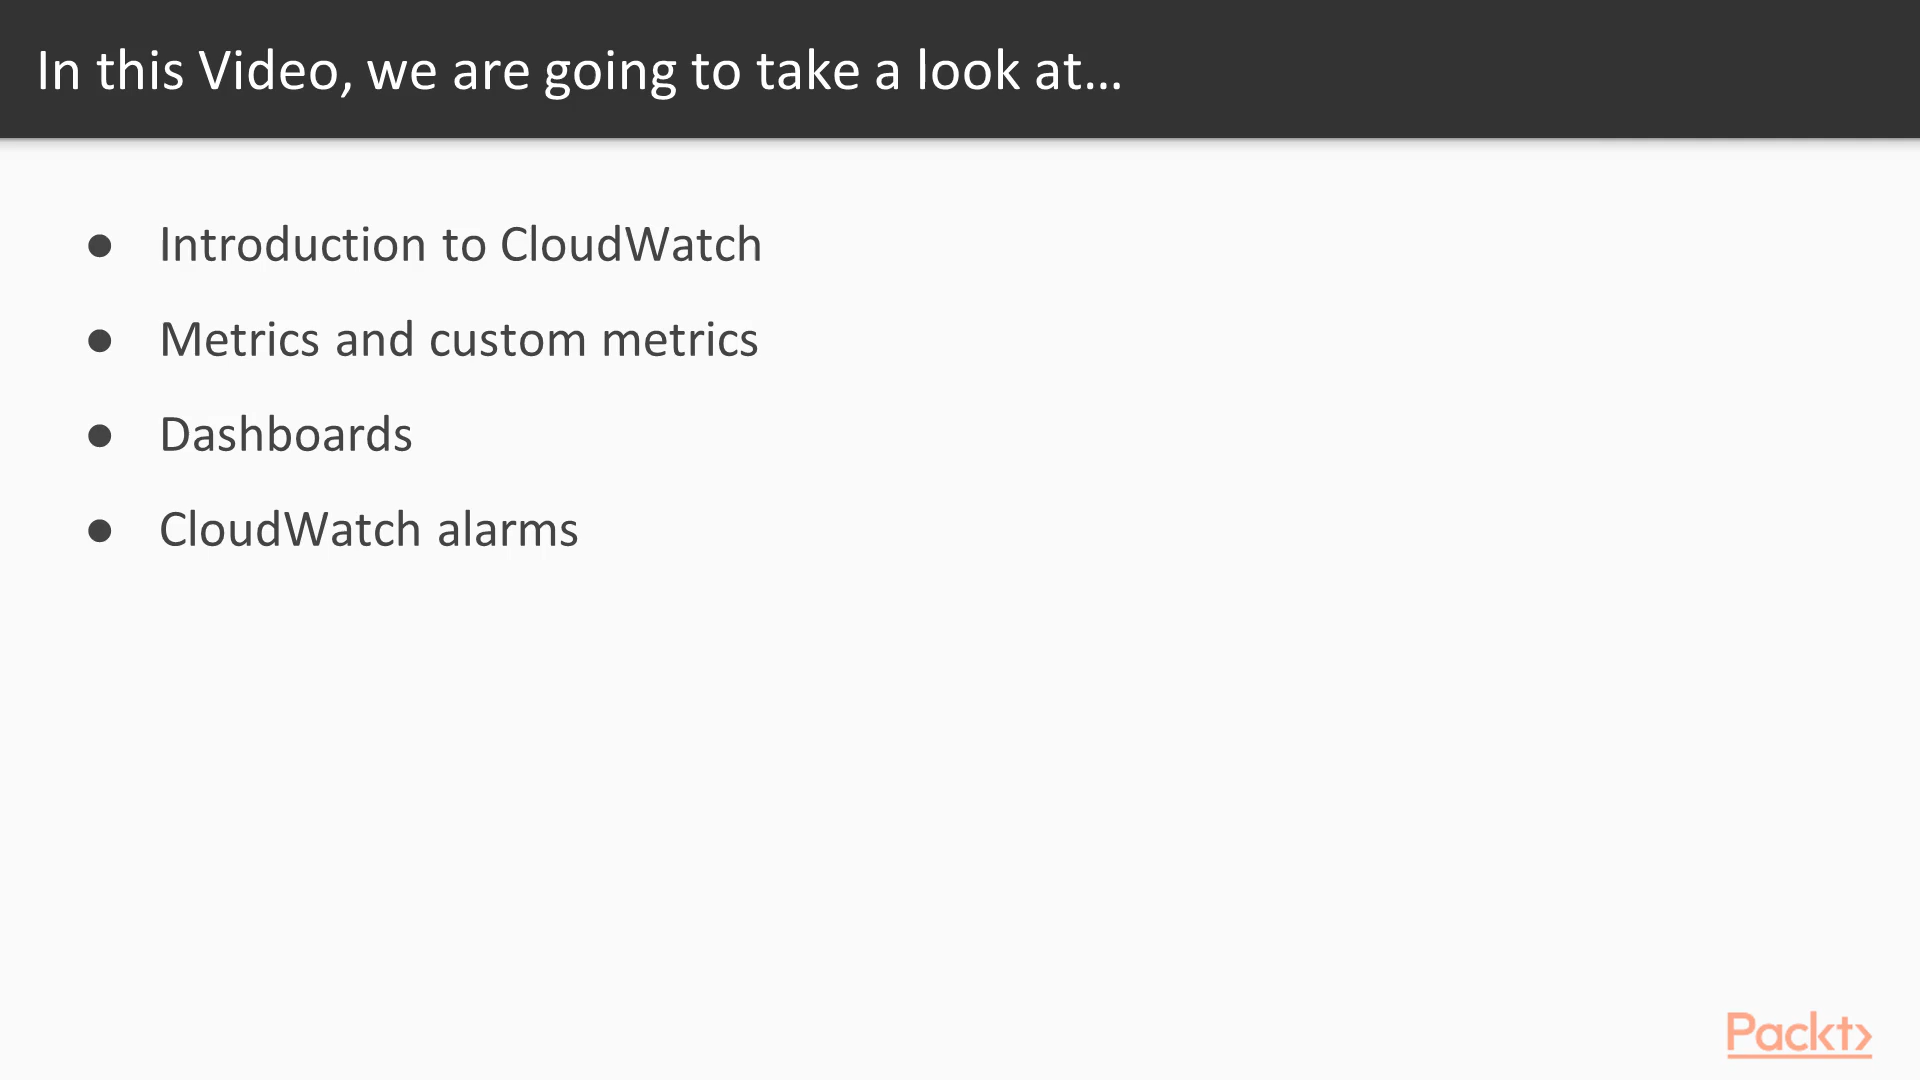 In this Video, we are going to take a look at...
● Introduction to CloudWatch
● Metrics and custom metrics
● Dashboards
● CloudWatch alarms
Packt>